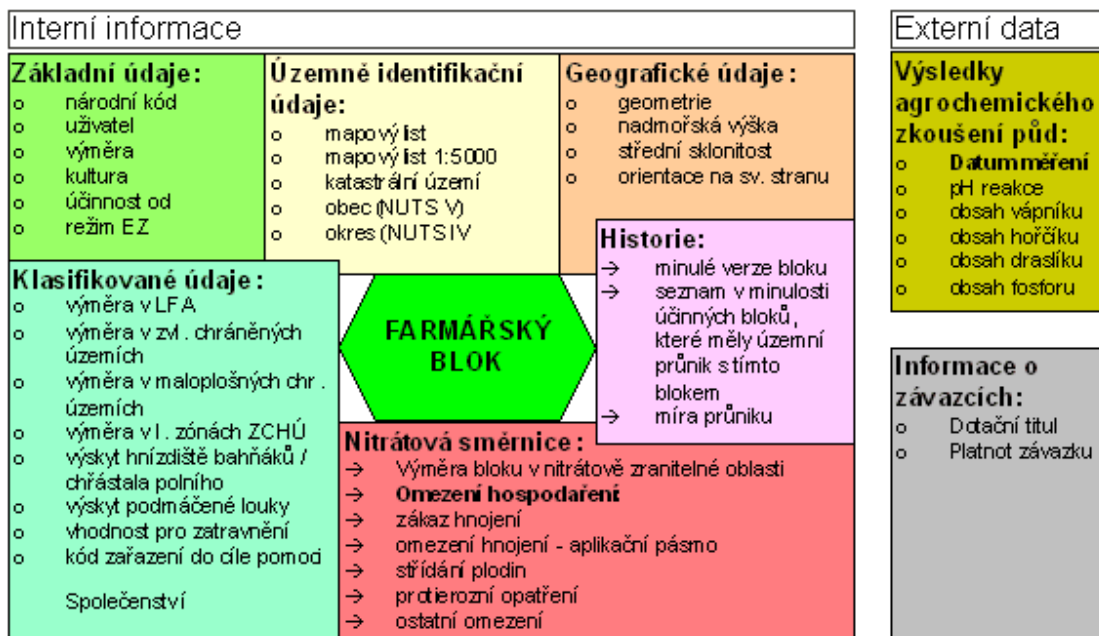 Interní informace
Základní údaje:
o národní kód
o uživatel
o výměra
o kultura
o účinnost od
o režim EZ
Územně identifikační
údaje:
o mapový list
o mapový list 1:5000
o katastrální území
o obec (NUTS V)
o okres (NUTS IV
Geografické údaje:
o geometrie
o nadmořská výška
o střední sklonitost
o orientace na sv. stranu
Historie:
→ minulé verze bloku
→ seznam v minulosti
účinných bloků,
které měly územní
průnik s tímto
blokem
→ míra průniku
Klasifikované údaje:
o výměra v LFA
o výměra v zvl. chráněných
územích
o výměra v maloplošných chr.
územích
o výměra v I. zónách ZCHÚ
o výskyt hnízdiště bahňáků /
chřástala polního
o výskyt podmáčené louky
o vhodnost pro zatravnění
o kód zařazení do cíle pomoci
Společenství
FARMÁŘSKÝ
BLOK
Nitrátová směrnice:
→ Výměra bloku v nitrátově zranitelné oblasti
→ Omezení hospodaření:
→ zákaz hnojení
→ omezení hnojení - aplikační pásmo
→ střídání plodin
→ protierozní opatření
→ ostatní omezení
Externí data
Výsledky
agrochemického
zkoušení půd:
o Datum měření
o pH reakce
o obsah vápníku
o obsah hořčíku
o obsah draslíku
o obsah fosforu
Informace o
závazcích:
o Dotační titul
o Platnot závazku